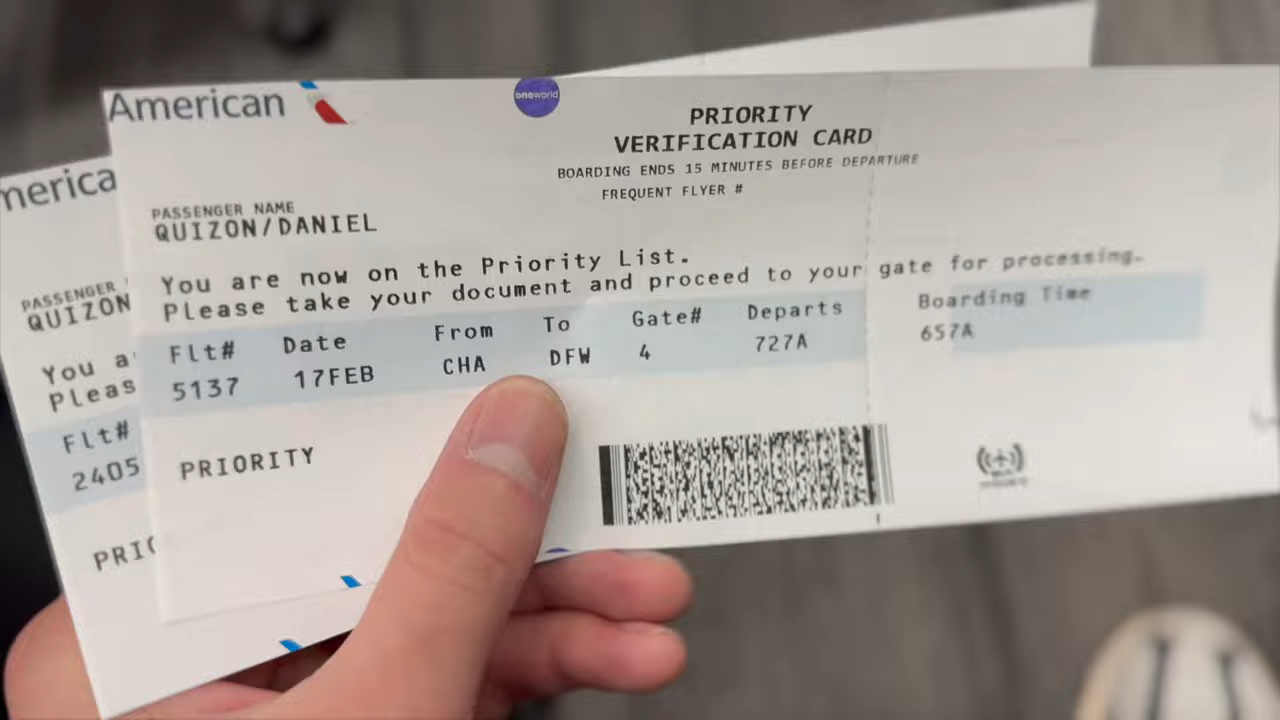 American
oneworld
PRIORITY
VERIFICATION CARD
BOARDING ENDS 15 MINUTES BEFORE DEPARTURE
FREQUENT FLYER #
PASSENGER NAME
QUIZON/DANIEL
You are now on the Priority List.
Please take your document and proceed to your gate for processing.
Flt# Date From To Gate# Departs Boarding Time
5137 17FEB CHA DFW 4 727A 657A
PRIORITY
merica
PASSENGER
QUIZON
You a
Pleas
Flt#
2405
PRIO